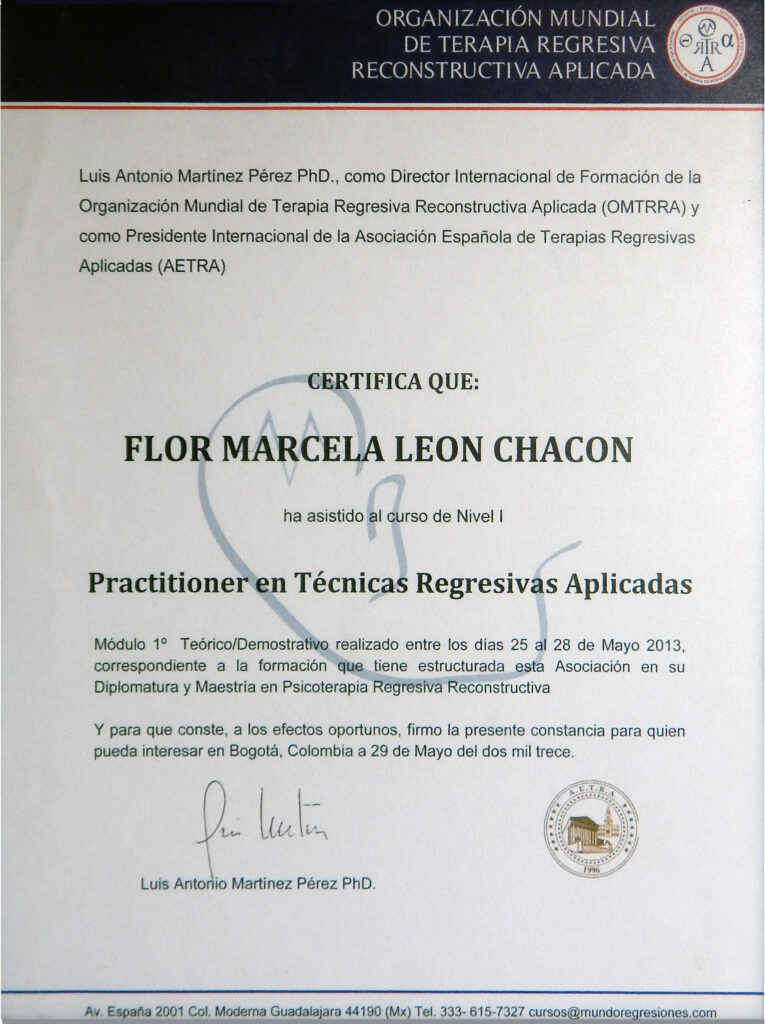 ORGANIZACIÓN MUNDIAL
DE TERAPIA REGRESIVA
RECONSTRUCTIVA APLICADA
Luis Antonio Martínez Pérez PhD., como Director Internacional de Formación de la
Organización Mundial de Terapia Regresiva Reconstructiva Aplicada (OMTRRA) y
como Presidente Internacional de la Asociación Española de Terapias Regresivas
Aplicadas (AETRA)
CERTIFICA QUE:
FLOR MARCELA LEON CHACON
ha asistido al curso de Nivel I
Practitioner en Técnicas Regresivas Aplicadas
Módulo 1º Teórico/Demostrativo realizado entre los días 25 al 28 de Mayo 2013,
correspondiente a la formación que tiene estructurada esta Asociación en su
Diplomatura y Maestría en Psicoterapia Regresiva Reconstructiva
Y para que conste, a los efectos oportunos, firmo la presente constancia para quien
pueda interesar en Bogotá, Colombia a 29 de Mayo del dos mil trece.
A.E.T.R.A
1996
Luis Antonio Martínez Pérez PhD.
Av. España 2001 Col. Moderna Guadalajara 44190 (Mx) Tel. 333- 615-7327 cursos@mundoregresiones.com